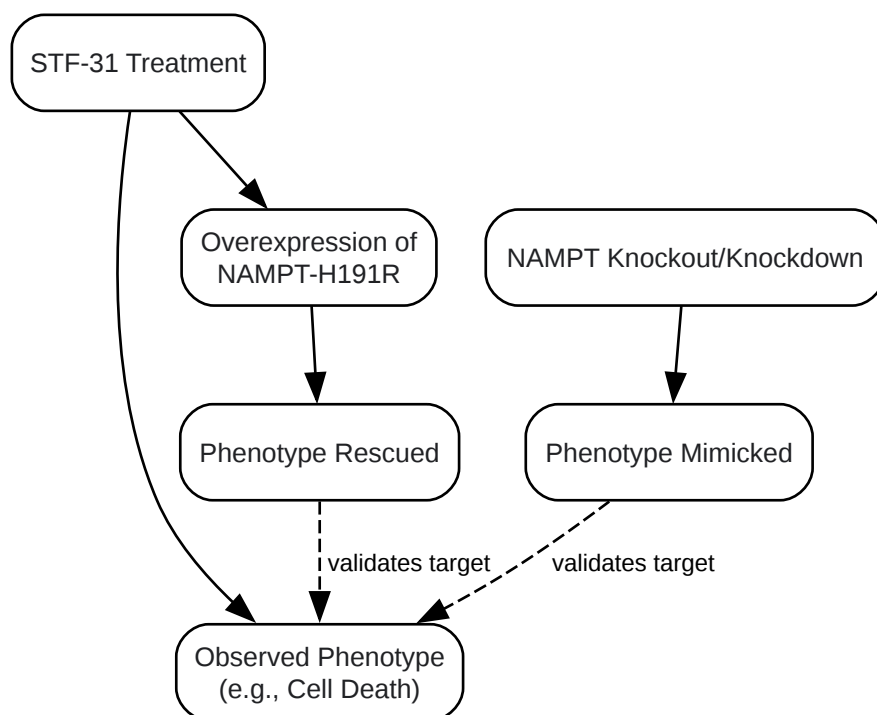 STF-31 Treatment
Overexpression of
NAMPT-H191R
NAMPT Knockout/Knockdown
Phenotype Rescued
Phenotype Mimicked
validates target
validates target
Observed Phenotype
(e.g., Cell Death)